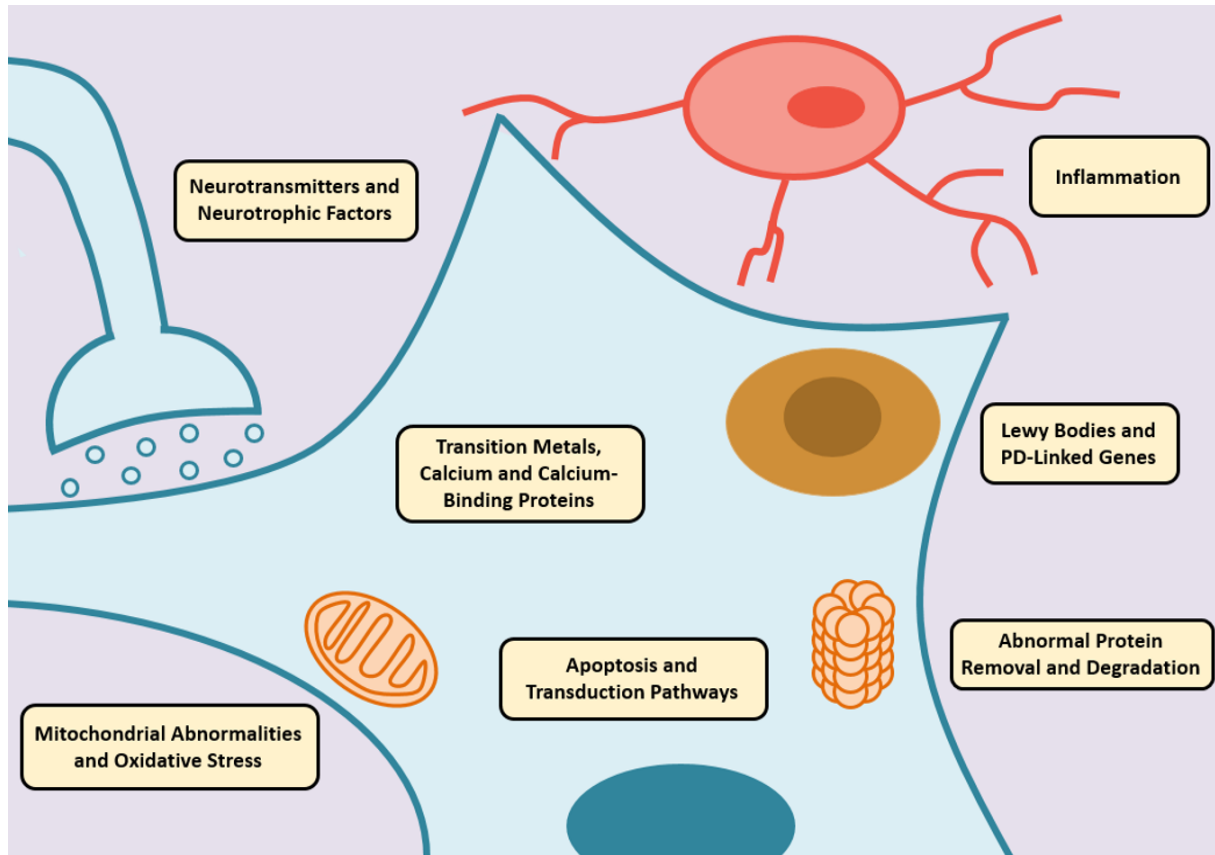 Neurotransmitters and
Neurotrophic Factors
Inflammation
Transition Metals,
Calcium and Calcium-
Binding Proteins
Lewy Bodies and
PD-Linked Genes
Apoptosis and
Transduction Pathways
Abnormal Protein
Removal and Degradation
Mitochondrial Abnormalities
and Oxidative Stress